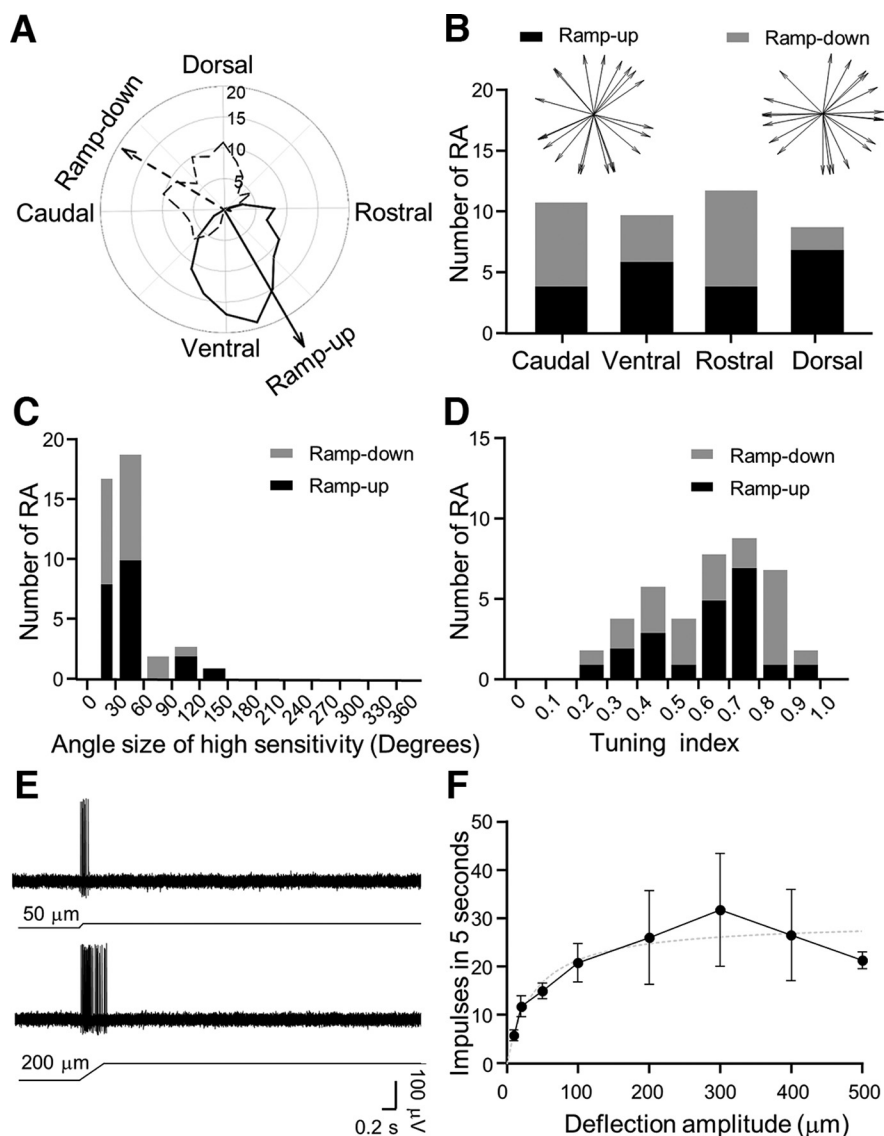 A
Dorsal
20
15
10
5
Ramp-down
Caudal
Rostral
Ventral
Ramp-up
B
Ramp-up
Ramp-down
20
15
10
5
0
Number of RA
Caudal
Ventral
Rostral
Dorsal
C
20
15
10
5
0
Number of RA
Ramp-down
Ramp-up
0
30
60
90
120
150
180
210
240
270
300
330
360
Angle size of high sensitivity (Degrees)
D
15
10
5
0
Number of RA
Ramp-down
Ramp-up
0
0.1
0.2
0.3
0.4
0.5
0.6
0.7
0.8
0.9
1.0
Tuning index
E
50 μm
200 μm
100 μV
0.2 s
F
50
40
30
20
10
0
Impulses in 5 seconds
0
100
200
300
400
500
Deflection amplitude (μm)